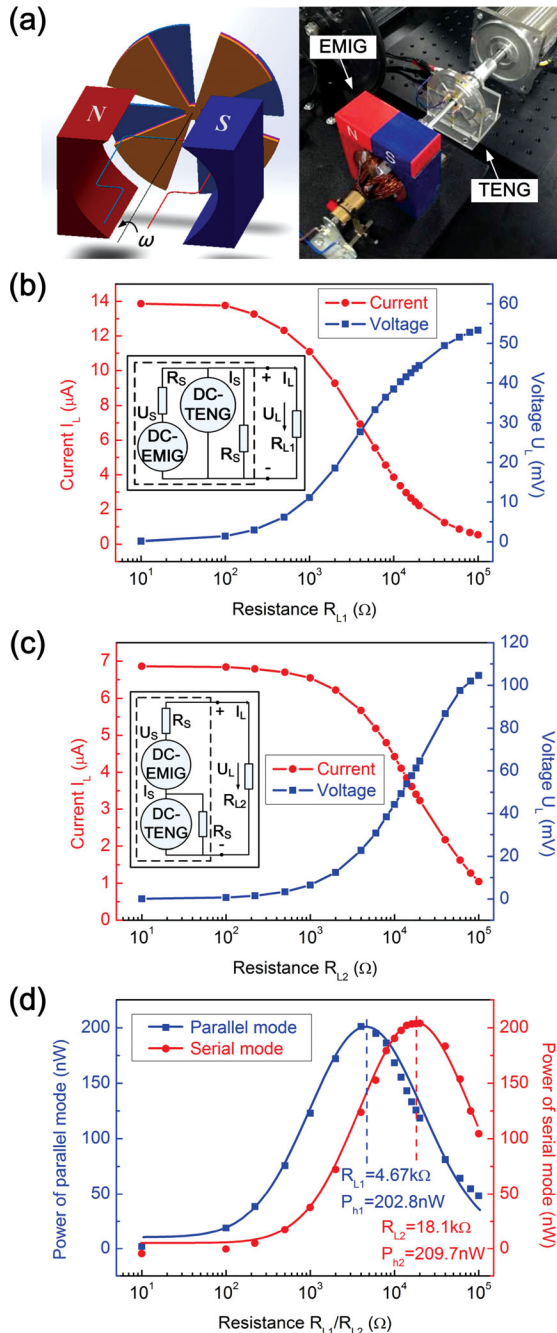 (a)
N
S
ω
EMIG
N
S
TENG
(b)
14
12
10
8
6
4
2
0
Current I_L (μA)
60
50
40
30
20
10
0
Voltage U_L (mV)
Current
Voltage
R_S
I_S
I_L
U_S
DC-TENG
DC-EMIG
+
U_L
R_S
R_L1
-
10^1
10^2
10^3
10^4
10^5
Resistance R_L1 (Ω)
(c)
7
6
5
4
3
2
1
0
Current I_L (μA)
120
100
80
60
40
20
0
Voltage U_L (mV)
Current
Voltage
+
I_L
U_S
R_S
DC-EMIG
I_S
DC-TENG
U_L
R_L2
R_S
-
10^1
10^2
10^3
10^4
10^5
Resistance R_L2 (Ω)
(d)
Parallel mode
Serial mode
200
150
100
50
0
Power of parallel mode (nW)
200
150
100
50
0
Power of serial mode (nW)
R_L1=4.67kΩ
P_h1=202.8nW
R_L2=18.1kΩ
P_h2=209.7nW
10^1
10^2
10^3
10^4
10^5
Resistance R_L1/R_L2 (Ω)